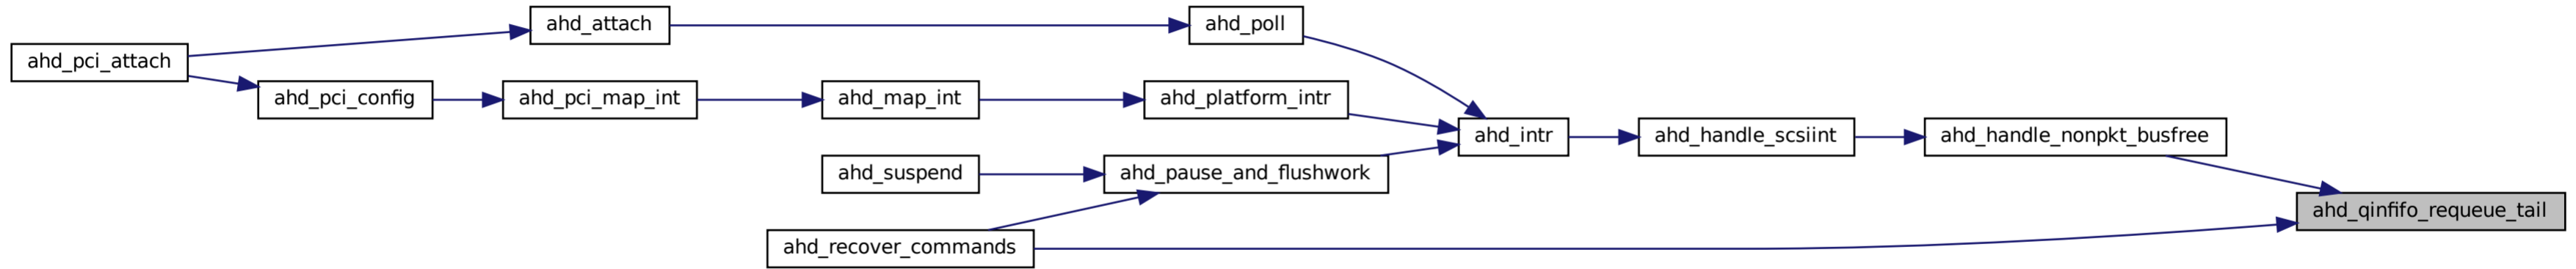 ahd_attach
ahd_poll
ahd_pci_attach
ahd_pci_config
ahd_pci_map_int
ahd_map_int
ahd_platform_intr
ahd_intr
ahd_handle_scsiint
ahd_handle_nonpkt_busfree
ahd_suspend
ahd_pause_and_flushwork
ahd_qinfifo_requeue_tail
ahd_recover_commands